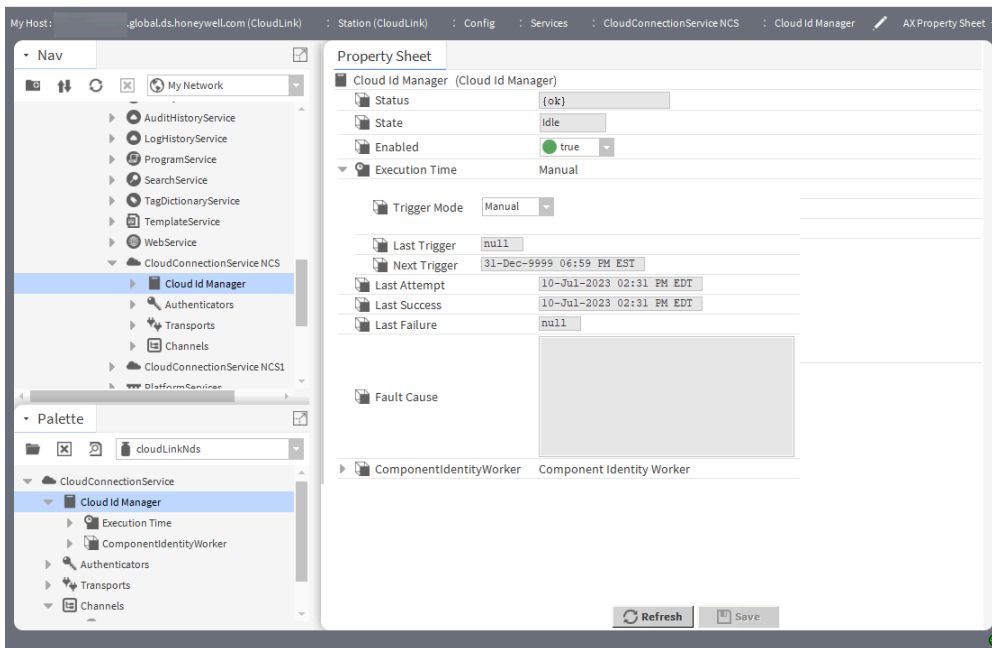 My Host: .global.ds.honeywell.com (CloudLink) : Station (CloudLink) : Config : Services : CloudConnectionService NCS : Cloud Id Manager AX Property Sheet
Nav
My Network
AuditHistoryService
LogHistoryService
ProgramService
SearchService
TagDictionaryService
TemplateService
WebService
CloudConnectionService NCS
Cloud Id Manager
Authenticators
Transports
Channels
CloudConnectionService NCS1
PlatformServices
Palette
cloudLinkNds
CloudConnectionService
Cloud Id Manager
Execution Time
ComponentIdentityWorker
Authenticators
Transports
Channels
Property Sheet
Cloud Id Manager (Cloud Id Manager)
Status {ok}
State Idle
Enabled true
Execution Time Manual
Trigger Mode Manual
Last Trigger null
Next Trigger 31-Dec-9999 06:59 PM EST
Last Attempt 10-Jul-2023 02:31 PM EDT
Last Success 10-Jul-2023 02:31 PM EDT
Last Failure null
Fault Cause
ComponentIdentityWorker Component Identity Worker
Refresh Save